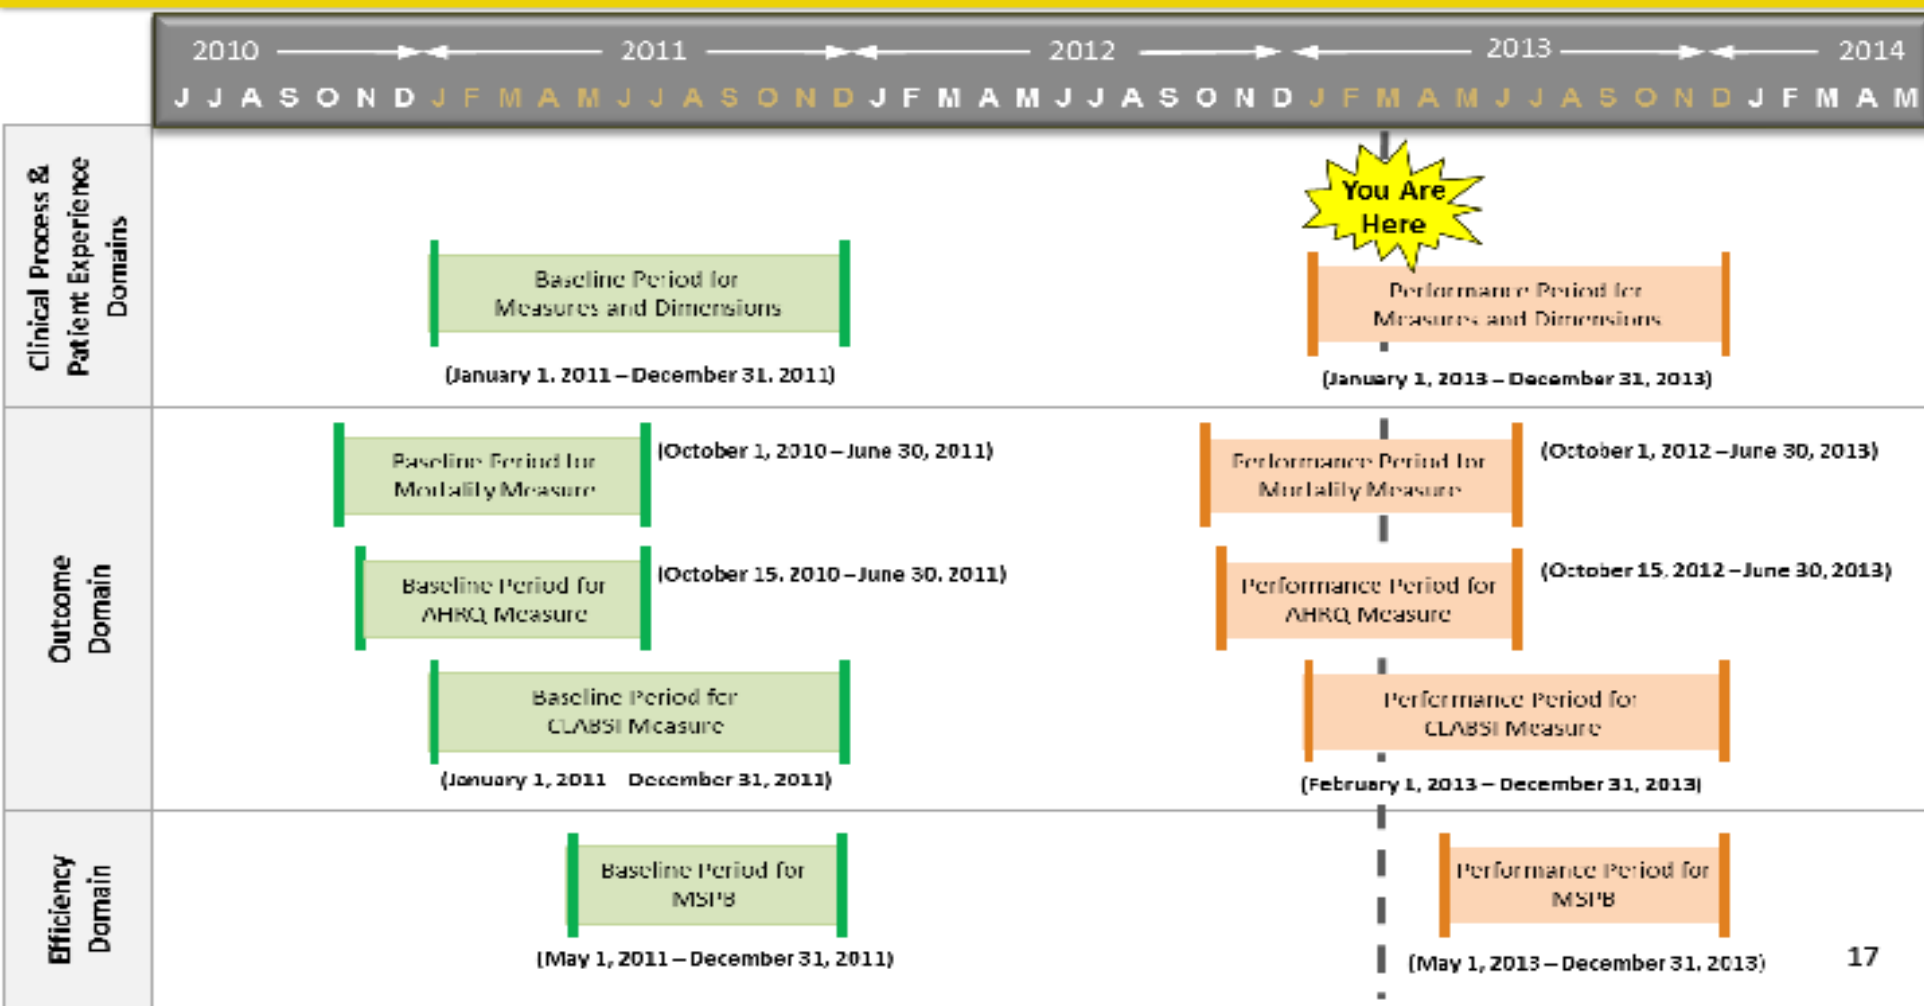 2010 2011 2012 2013 2014
J J A S O N D J F M A M J J A S O N D J F M A M J J A S O N D J F M A M J J A S O N D J F M A M
You Are
Here
Clinical Process &
Patient Experience
Domains
Baseline Period for
Measures and Dimensions
(January 1, 2011 – December 31, 2011)
Performance Period for
Measures and Dimensions
(January 1, 2013 – December 31, 2013)
Outcome
Domain
Baseline Period for
Mortality Measure
(October 1, 2010 – June 30, 2011)
Performance Period for
Mortality Measure
(October 1, 2012 – June 30, 2013)
Baseline Period for
AHRQ Measure
(October 15, 2010 – June 30, 2011)
Performance Period for
AHRQ Measure
(October 15, 2012 – June 30, 2013)
Baseline Period for
CLABSI Measure
(January 1, 2011 December 31, 2011)
Performance Period for
CLABSI Measure
(February 1, 2013 – December 31, 2013)
Efficiency
Domain
Baseline Period for
MSPB
(May 1, 2011 – December 31, 2011)
Performance Period for
MSPB
(May 1, 2013 – December 31, 2013)
17